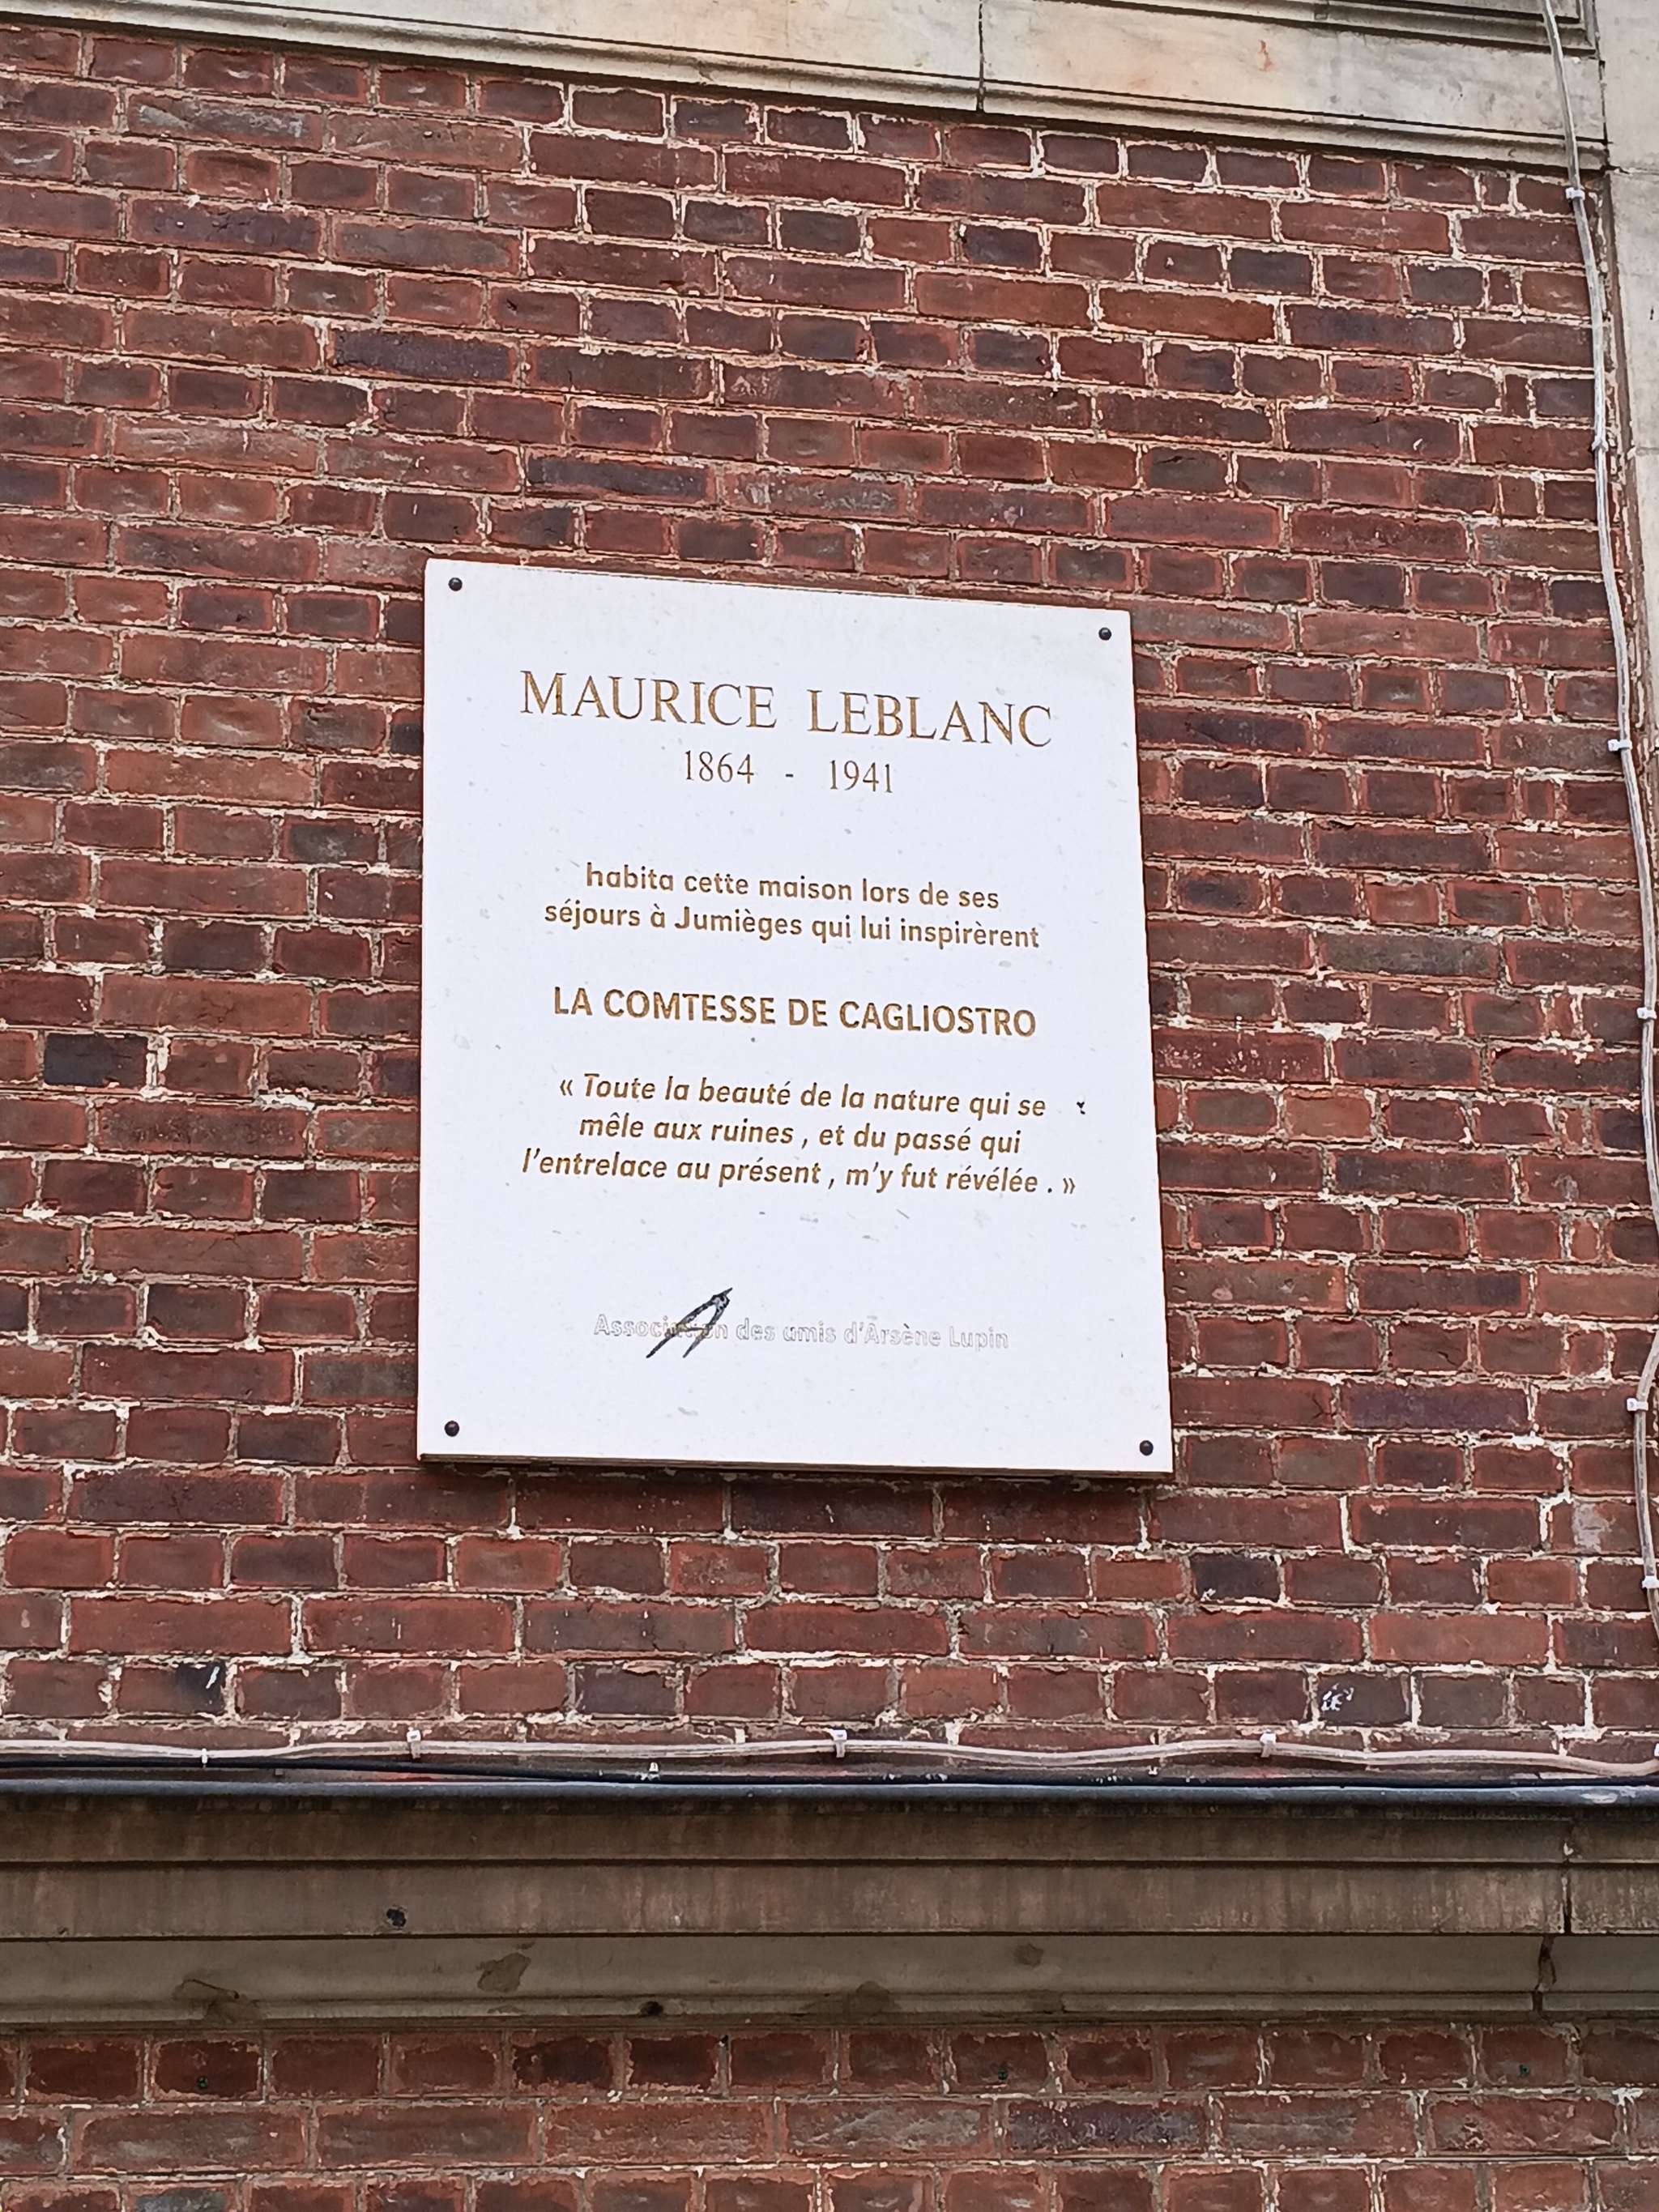 MAURICE LEBLANC
1864 - 1941
habita cette maison lors de ses
séjours à Jumièges qui lui inspirèrent
LA COMTESSE DE CAGLIOSTRO
« Toute la beauté de la nature qui se
mêle aux ruines , et du passé qui
l'entrelace au présent , m'y fut révélée . »
Association des amis d'Arsène Lupin